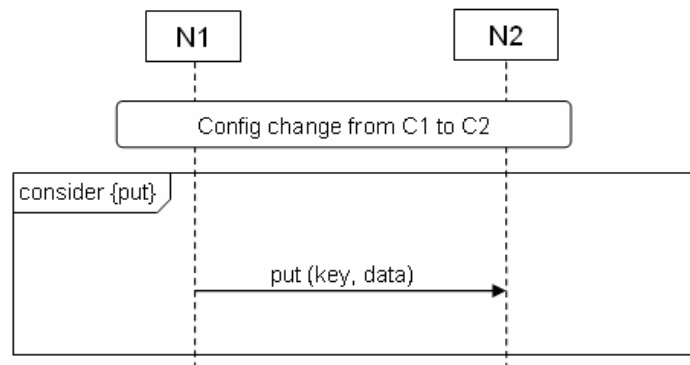 N1
N2
Config change from C1 to C2
consider {put}
put (key, data)